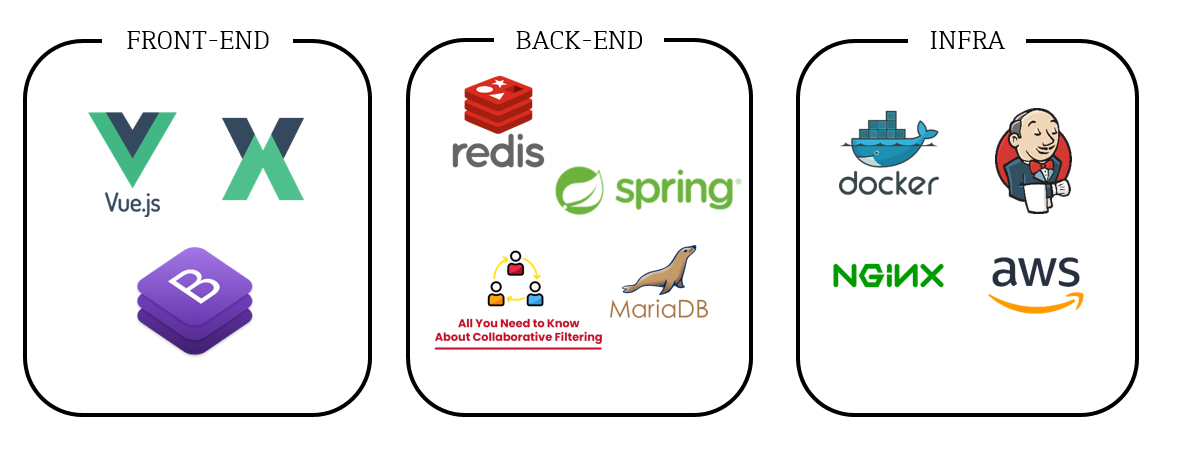 FRONT-END
Vue.js
B
BACK-END
redis
spring®
All You Need to Know
About Collaborative Filtering
MariaDB
INFRA
docker
NGINX
aws